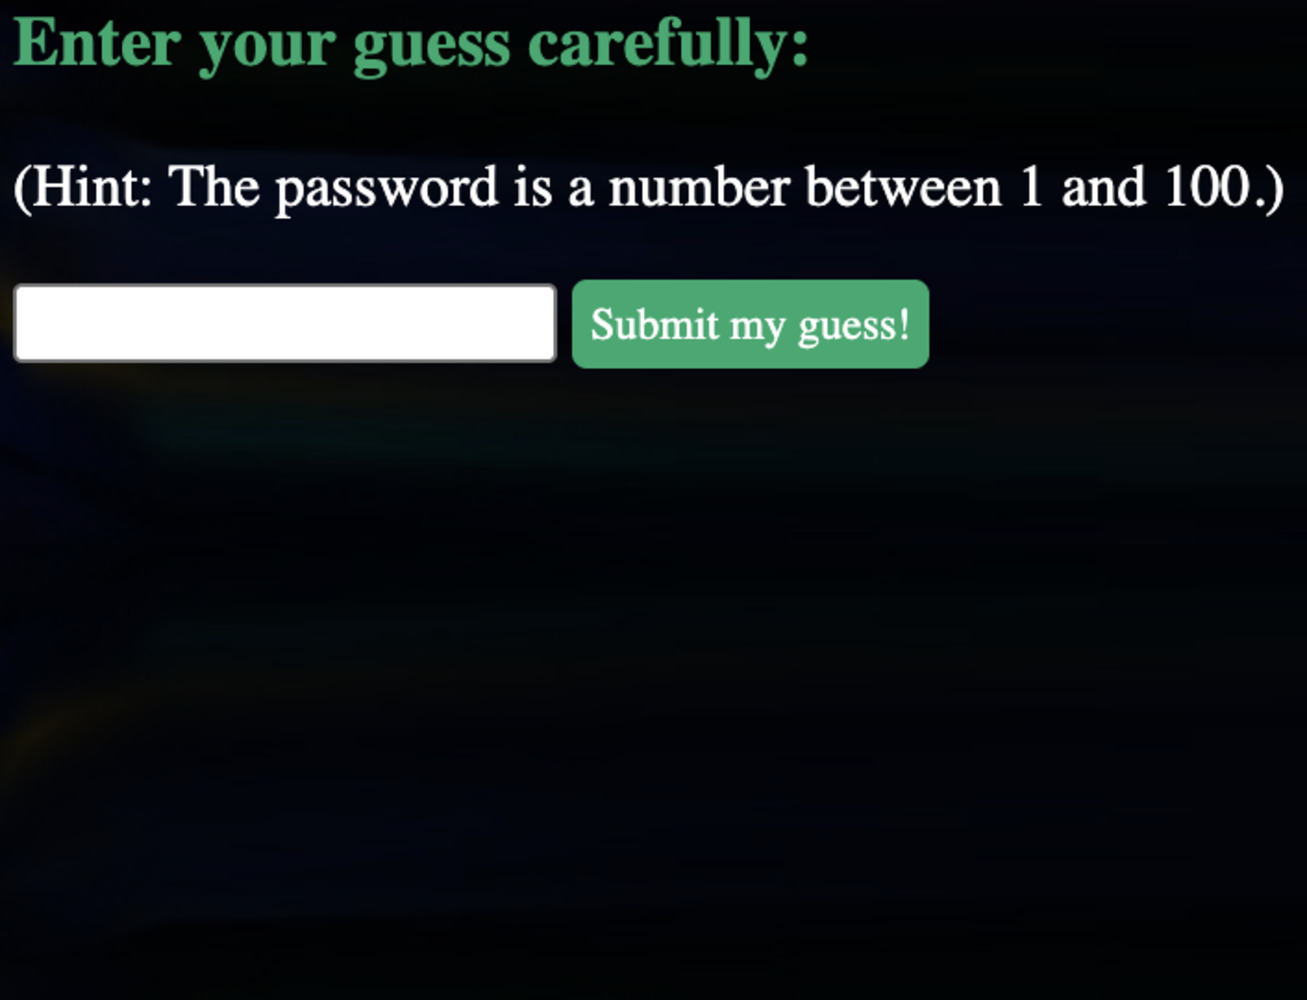 Enter your guess carefully:
(Hint: The password is a number between 1 and 100.)
Submit my guess!